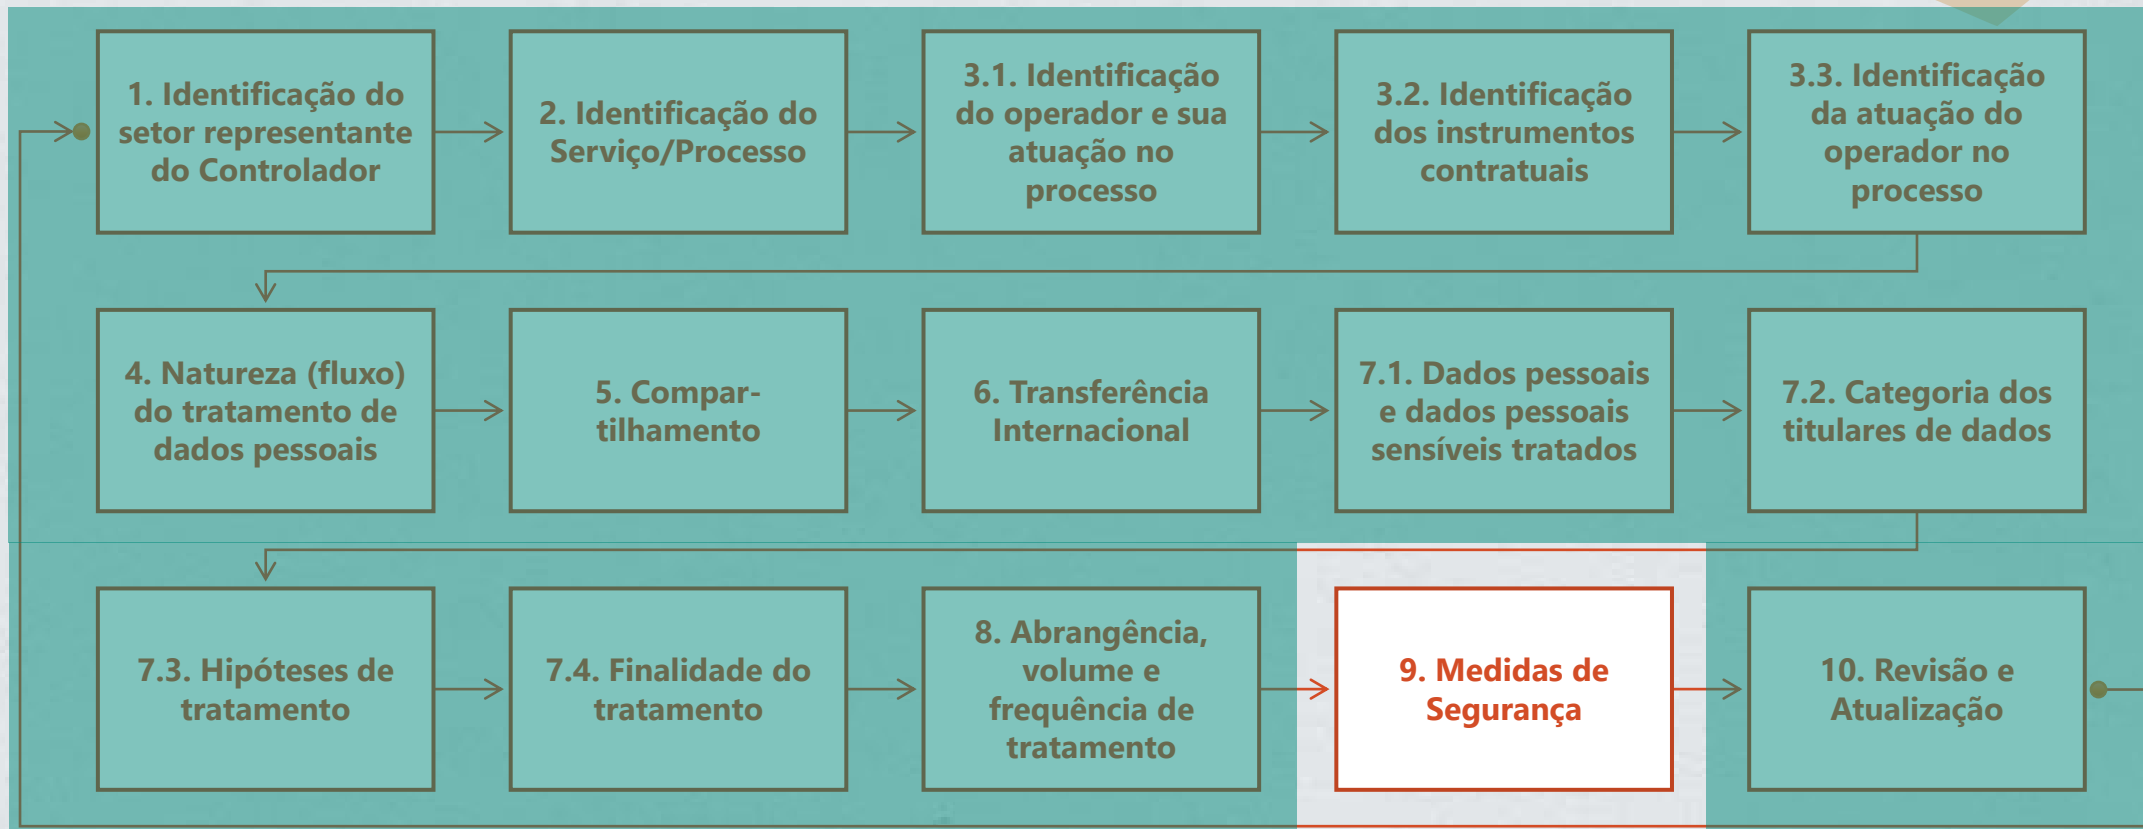 1. Identificação do
setor representante
do Controlador
2. Identificação do
Serviço/Processo
3.1. Identificação
do operador e sua
atuação no
processo
3.2. Identificação
dos instrumentos
contratuais
3.3. Identificação
da atuação do
operador no
processo
4. Natureza (fluxo)
do tratamento de
dados pessoais
5. Compar-
tilhamento
6. Transferência
Internacional
7.1. Dados pessoais
e dados pessoais
sensíveis tratados
7.2. Categoria dos
titulares de dados
7.3. Hipóteses de
tratamento
7.4. Finalidade do
tratamento
8. Abrangência,
volume e
frequência de
tratamento
9. Medidas de
Segurança
10. Revisão e
Atualização